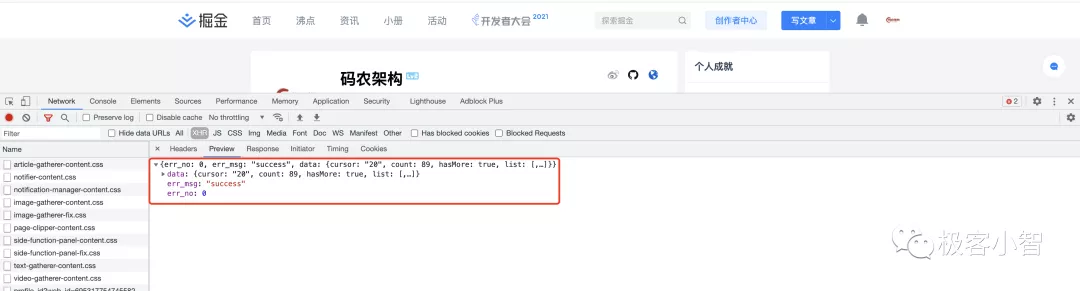 掘金 首页 沸点 资讯 小册 活动 开发者大会 2021 探索掘金 创作者中心 写文章
码农架构 个人成就
Network Console Elements Sources Performance Memory Application Security Lighthouse Adblock Plus 2
Preserve log Disable cache No throttling
Filter Hide data URLs All XHR JS CSS Img Media Font Doc WS Manifest Other Has blocked cookies Blocked Requests
Name × Headers Preview Response Initiator Timing Cookies
article-gatherer-content.css {err_no: 0, err_msg: "success", data: {cursor: "20", count: 89, hasMore: true, list: [,…]}}
notifier-content.css data: {cursor: "20", count: 89, hasMore: true, list: [,…]}
notification-manager-content.css err_msg: "success"
image-gatherer-content.css err_no: 0
image-gatherer-fix.css
page-clipper-content.css
side-function-panel-content.css
side-function-panel-fix.css
text-gatherer-content.css
video-gatherer-content.css
极客小智